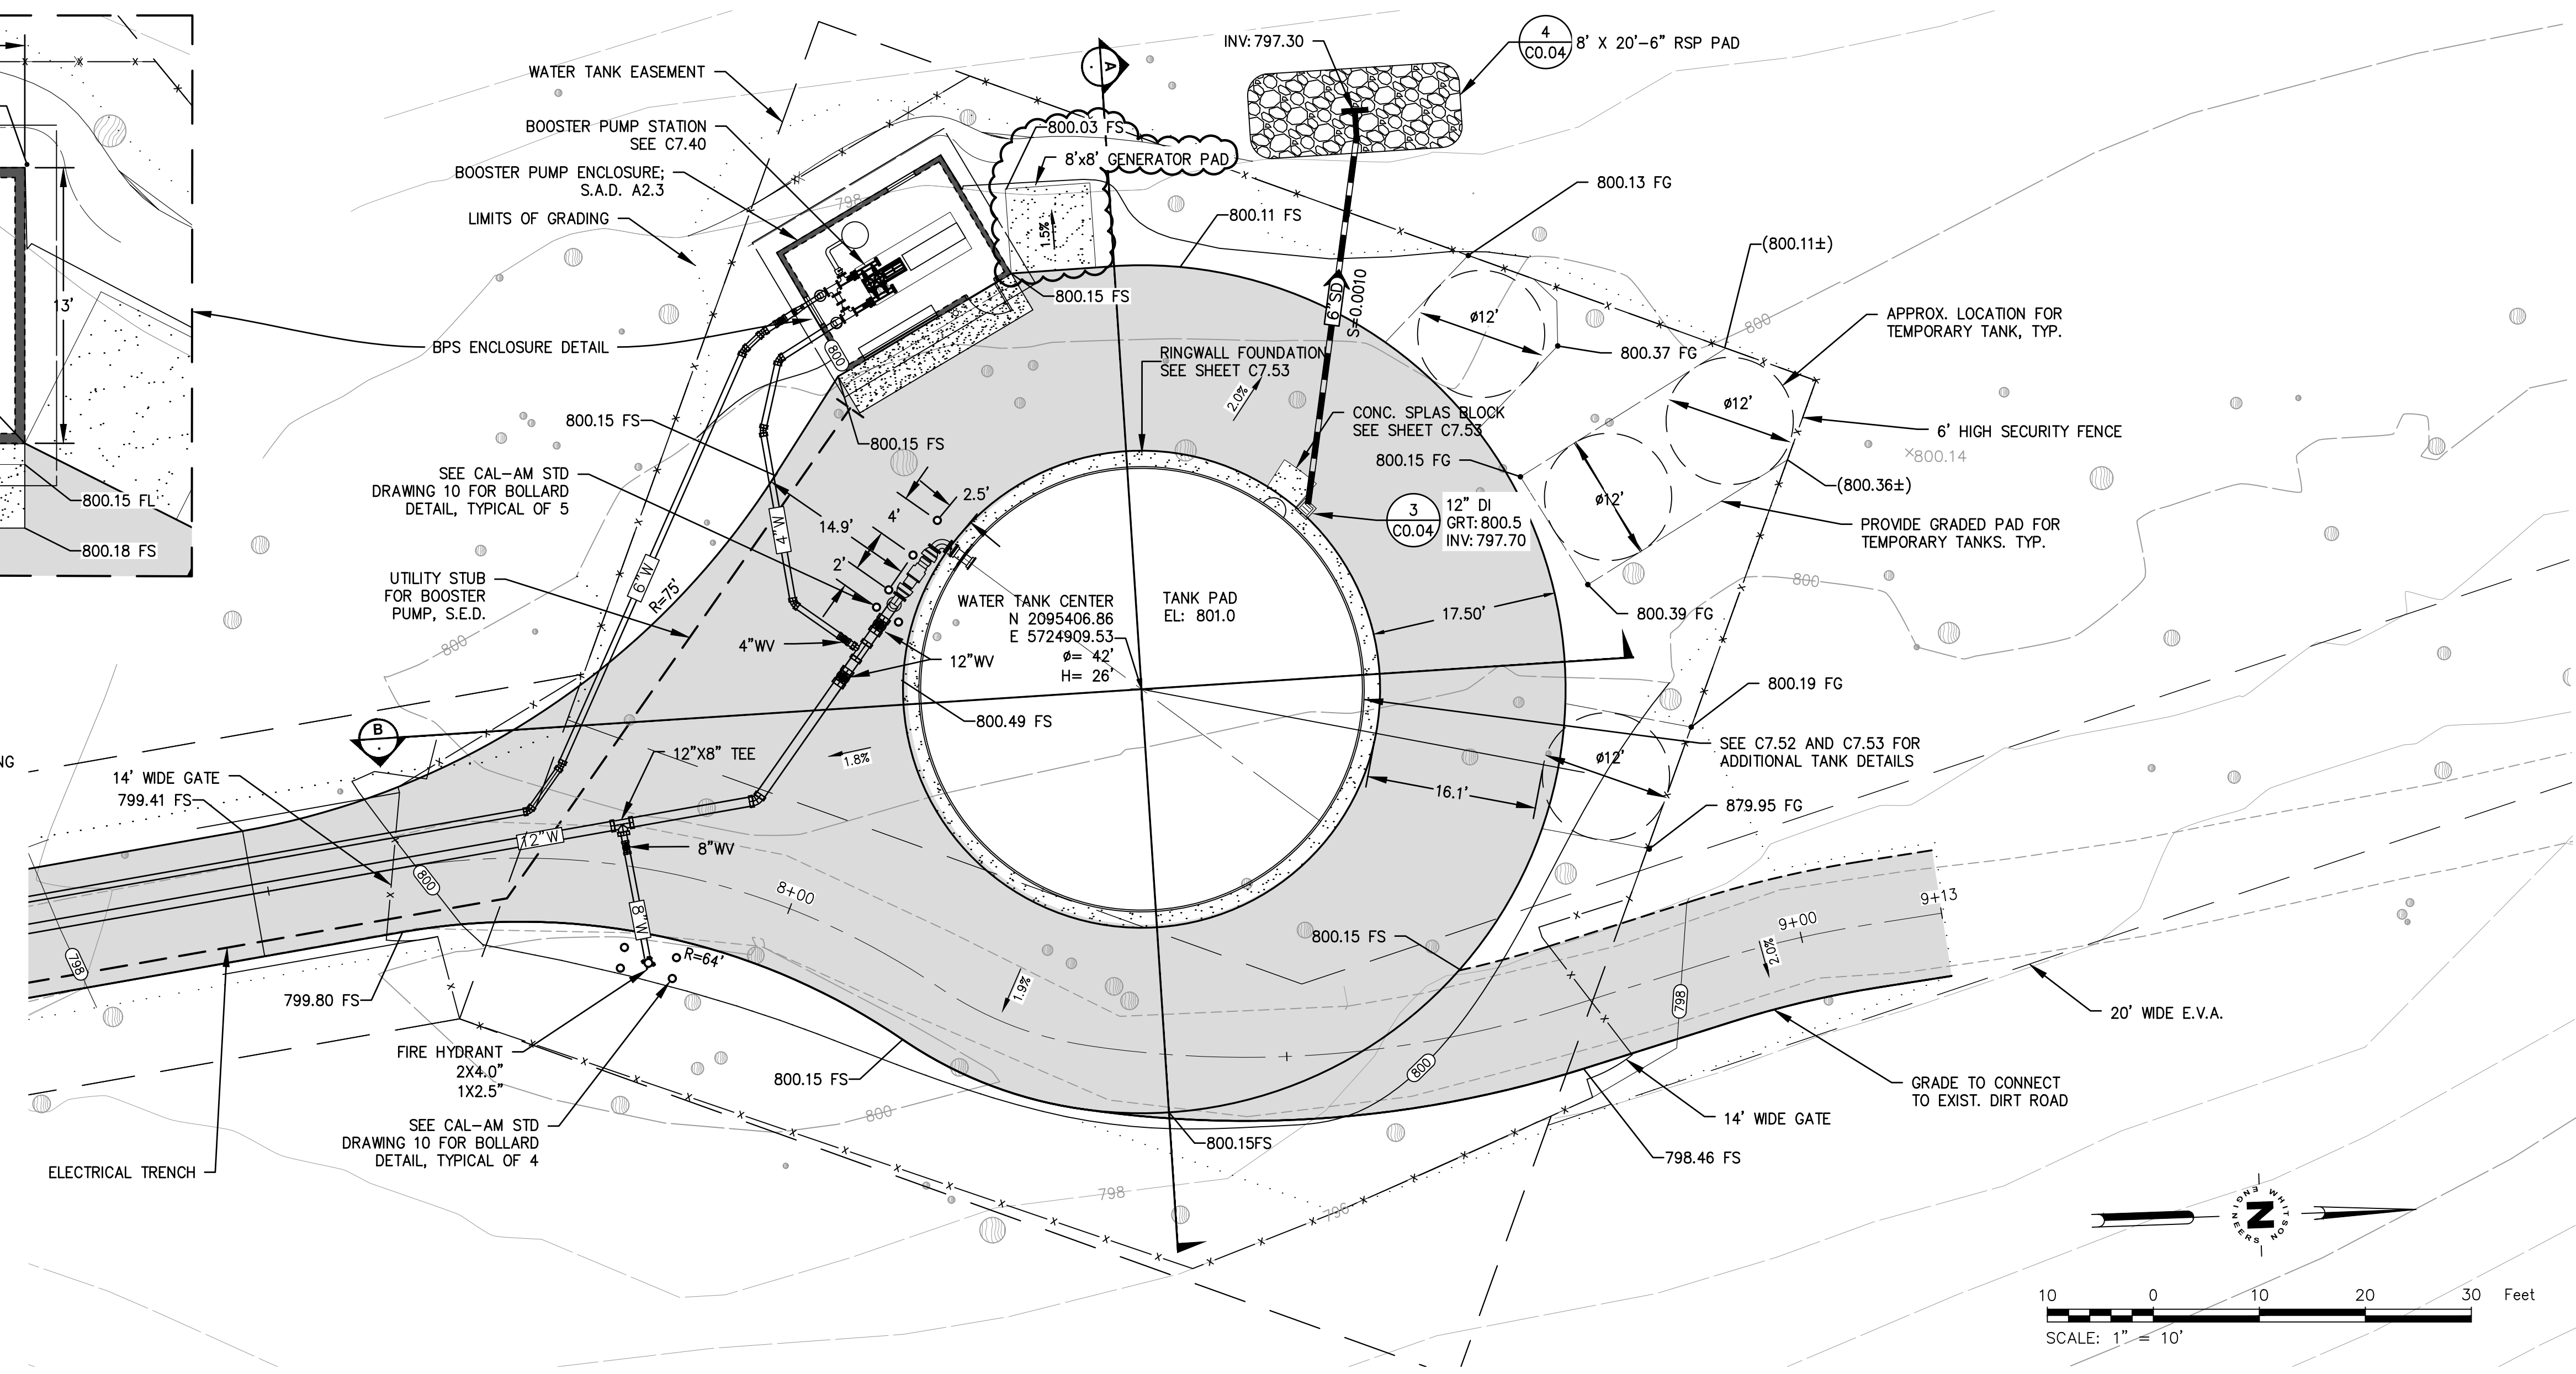 INV: 797.30
4
C0.04
8' X 20'-6" RSP PAD
A
WATER TANK EASEMENT
BOOSTER PUMP STATION
SEE C7.40
800.03 FS
8'x8' GENERATOR PAD
BOOSTER PUMP ENCLOSURE;
S.A.D. A2.3
LIMITS OF GRADING
798
1.5%
800.11 FS
800.13 FG
(800.11±)
13'
800.15 FS
6" SD
S=0.0010
Ø12'
800
APPROX. LOCATION FOR
TEMPORARY TANK, TYP.
BPS ENCLOSURE DETAIL
800
RINGWALL FOUNDATION
SEE SHEET C7.53
800.37 FG
2.0%
Ø12'
800.15 FS
800.15 FS
CONC. SPLAS BLOCK
SEE SHEET C7.53
6' HIGH SECURITY FENCE
800.14
800.15 FG
(800.36±)
SEE CAL-AM STD
DRAWING 10 FOR BOLLARD
DETAIL, TYPICAL OF 5
800.15 FL
800.18 FS
2.5'
4'
14.9'
2'
4"W
3
C0.04
12" DI
GRT: 800.5
INV: 797.70
Ø12'
PROVIDE GRADED PAD FOR
TEMPORARY TANKS. TYP.
UTILITY STUB
FOR BOOSTER
PUMP, S.E.D.
6"W
R=75'
WATER TANK CENTER
N 2095406.86
E 5724909.53
Ø= 42'
H= 26'
TANK PAD
EL: 801.0
17.50'
800
800.39 FG
800
4"WV
12"WV
800.49 FS
800.19 FG
B
NG
14' WIDE GATE
799.41 FS
12"X8" TEE
1.8%
Ø12'
SEE C7.52 AND C7.53 FOR
ADDITIONAL TANK DETAILS
16.1'
879.95 FG
12"W
8"WV
800
8+00
8"W
9+13
9+00
2.0%
800.15 FS
798
R=64'
799.80 FS
1.9%
798
20' WIDE E.V.A.
FIRE HYDRANT
2X4.0"
1X2.5"
800.15 FS
800
800
GRADE TO CONNECT
TO EXIST. DIRT ROAD
14' WIDE GATE
SEE CAL-AM STD
DRAWING 10 FOR BOLLARD
DETAIL, TYPICAL OF 4
800.15FS
798.46 FS
ELECTRICAL TRENCH
798
796
WHITSON ENGINEERS
N
10 0 10 20 30 Feet
SCALE: 1" = 10'